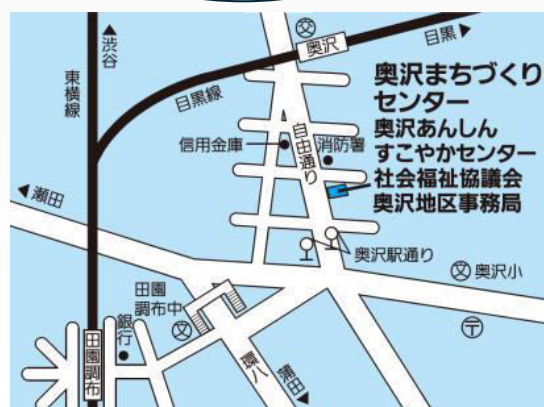 交
奥沢
目黒▶
▲渋谷
東横線
目黒線
奥沢まちづくり
センター
奥沢あんしん
すこやかセンター
社会福祉協議会
奥沢地区事務局
自由通り
信用金庫
消防署
◀瀬田
奥沢駅通り
文 奥沢小
田園
調布中
文
銀行
田園調布
環八
蒲田▶
〒